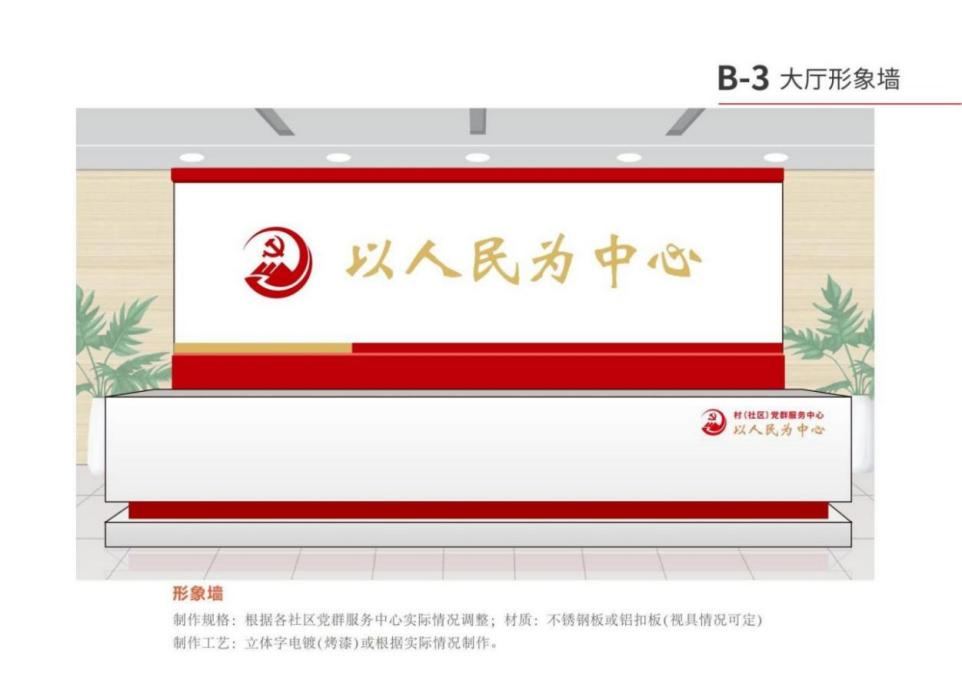 B-3 大厅形象墙
以人民为中心
村(社区)党群服务中心
以人民为中心
形象墙
制作规格：根据各社区党群服务中心实际情况调整；材质：不锈钢板或铝扣板(视具情况可定)
制作工艺：立体字电镀(烤漆)或根据实际情况制作。